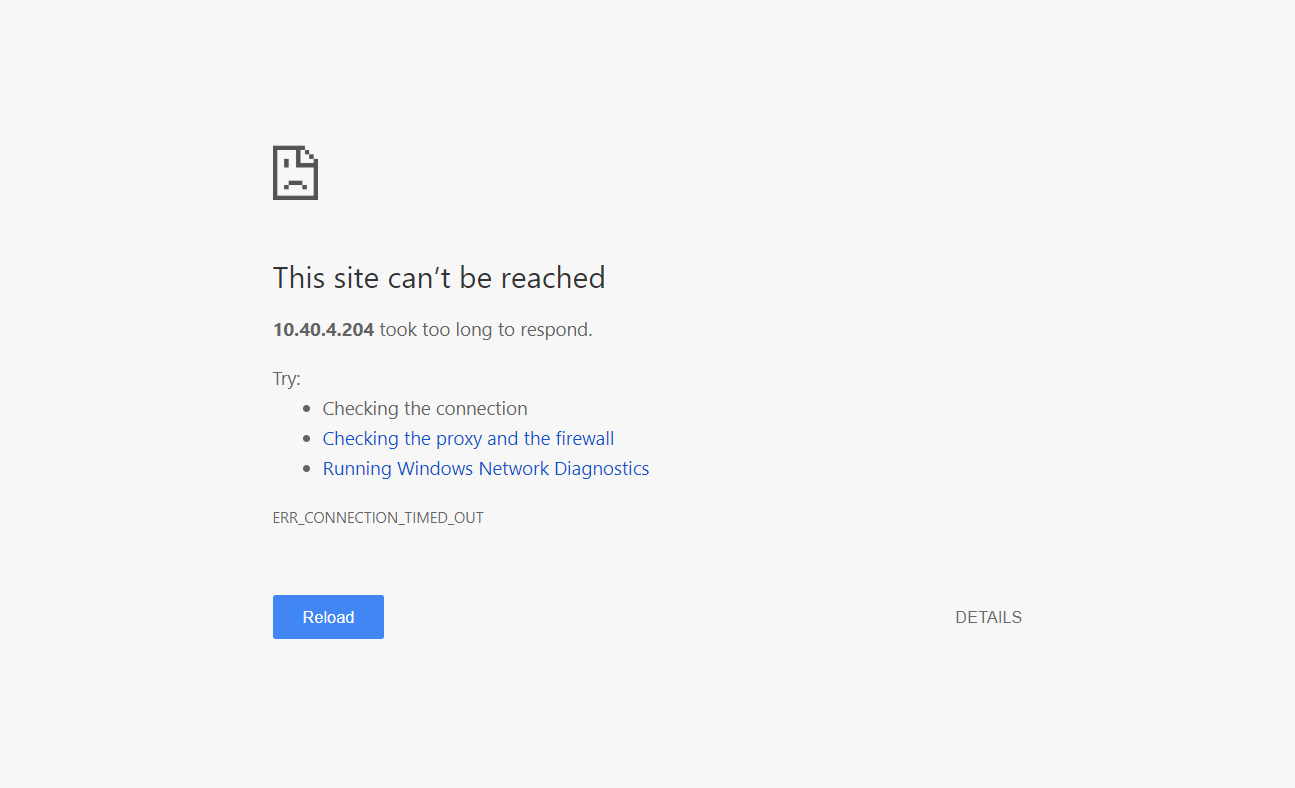 This site can’t be reached
10.40.4.204 took too long to respond.
Try:
Checking the connection
Checking the proxy and the firewall
Running Windows Network Diagnostics
ERR_CONNECTION_TIMED_OUT
Reload
DETAILS